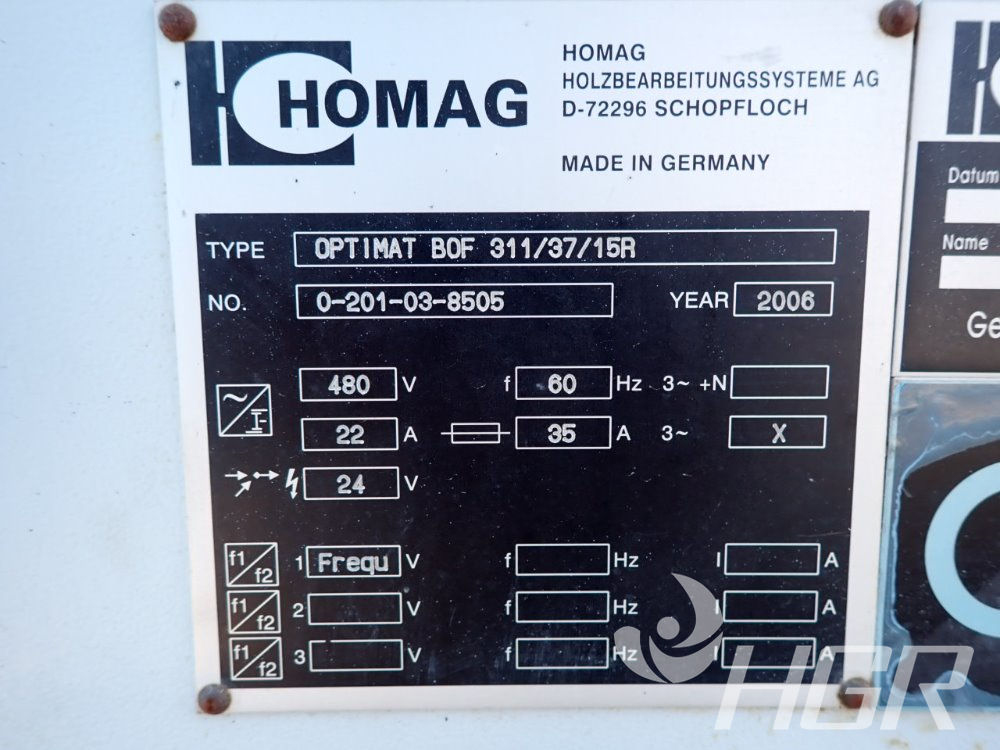 HOMAG
HOMAG
HOLZBEARBEITUNGSSYSTEME AG
D-72296 SCHOPFLOCH
MADE IN GERMANY
TYPE OPTIMAT BOF 311/37/15R
NO. 0-201-03-8505 YEAR 2006
480 V f 60 Hz 3~ +N
22 A 35 A 3~ X
24 V
f1/f2 1 Frequ V f Hz I A
f1/f2 2 V f Hz I A
f1/f2 3 V f Hz I A
Datum
Name
Ge
HGR